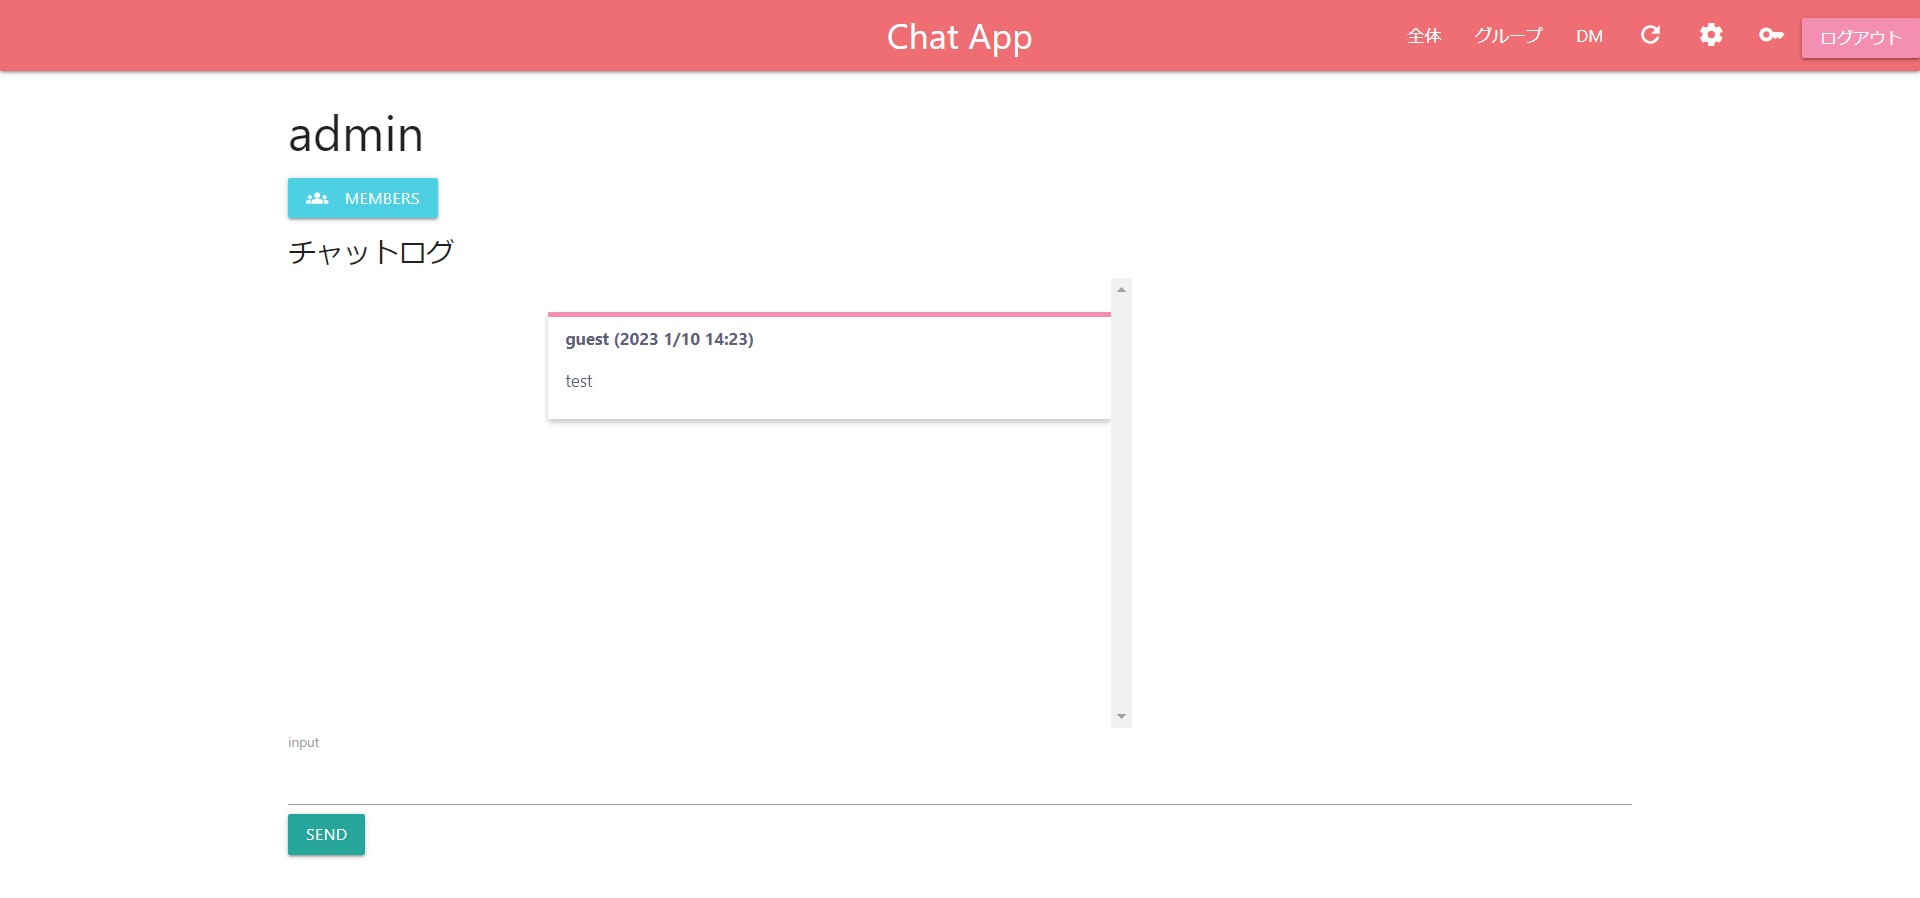 Chat App
全体
グループ
DM
ログアウト
admin
MEMBERS
チャットログ
guest (2023 1/10 14:23)
test
input
SEND